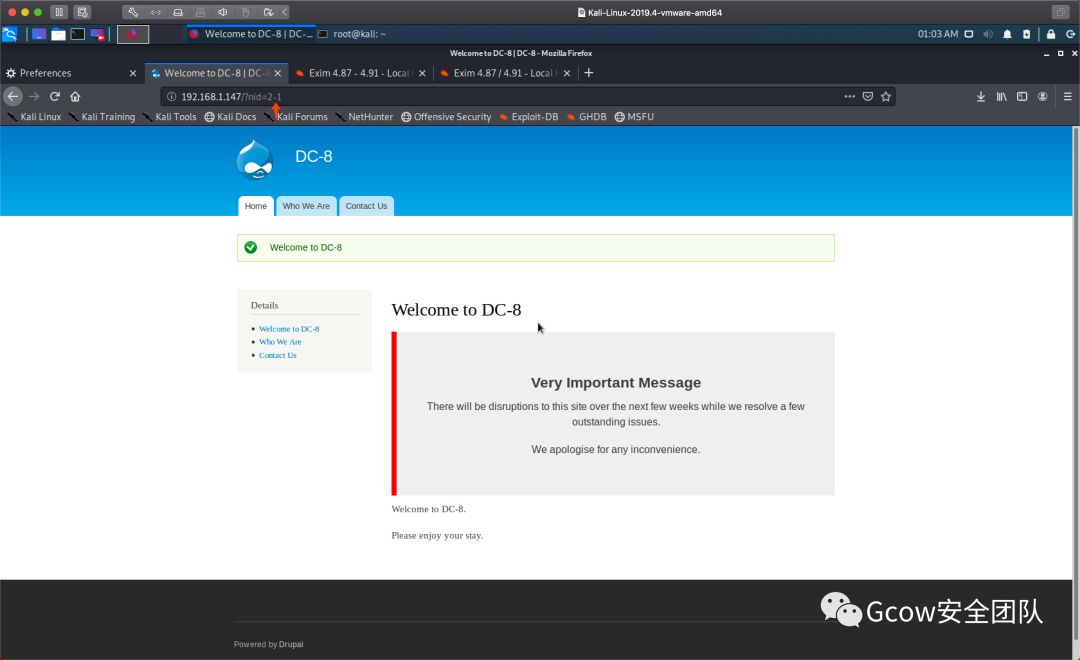 Kali-Linux-2019.4-vmware-amd64
Welcome to DC-8 | DC-...
root@kali: ~
01:03 AM
Welcome to DC-8 | DC-8 - Mozilla Firefox
Preferences
Welcome to DC-8 | DC-8
Exim 4.87 - 4.91 - Local
Exim 4.87 / 4.91 - Local
192.168.1.147/?nid=2-1
Kali Linux
Kali Training
Kali Tools
Kali Docs
Kali Forums
NetHunter
Offensive Security
Exploit-DB
GHDB
MSFU
DC-8
Home
Who We Are
Contact Us
Welcome to DC-8
Details
Welcome to DC-8
Who We Are
Contact Us
Welcome to DC-8
Very Important Message
There will be disruptions to this site over the next few weeks while we resolve a few
outstanding issues.
We apologise for any inconvenience.
Welcome to DC-8.
Please enjoy your stay.
Gcow安全团队
Powered by Drupal